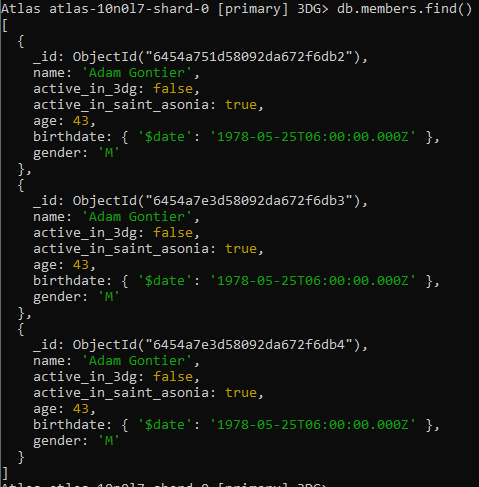 Atlas atlas-10n0l7-shard-0 [primary] 3DG> db.members.find()
[
  {
    _id: ObjectId("6454a751d58092da672f6db2"),
    name: 'Adam Gontier',
    active_in_3dg: false,
    active_in_saint_asonia: true,
    age: 43,
    birthdate: { '$date': '1978-05-25T06:00:00.000Z' },
    gender: 'M'
  },
  {
    _id: ObjectId("6454a7e3d58092da672f6db3"),
    name: 'Adam Gontier',
    active_in_3dg: false,
    active_in_saint_asonia: true,
    age: 43,
    birthdate: { '$date': '1978-05-25T06:00:00.000Z' },
    gender: 'M'
  },
  {
    _id: ObjectId("6454a7e3d58092da672f6db4"),
    name: 'Adam Gontier',
    active_in_3dg: false,
    active_in_saint_asonia: true,
    age: 43,
    birthdate: { '$date': '1978-05-25T06:00:00.000Z' },
    gender: 'M'
  }
]
Atlas atlas-10n0l7-shard-0 [primary] 3DG>